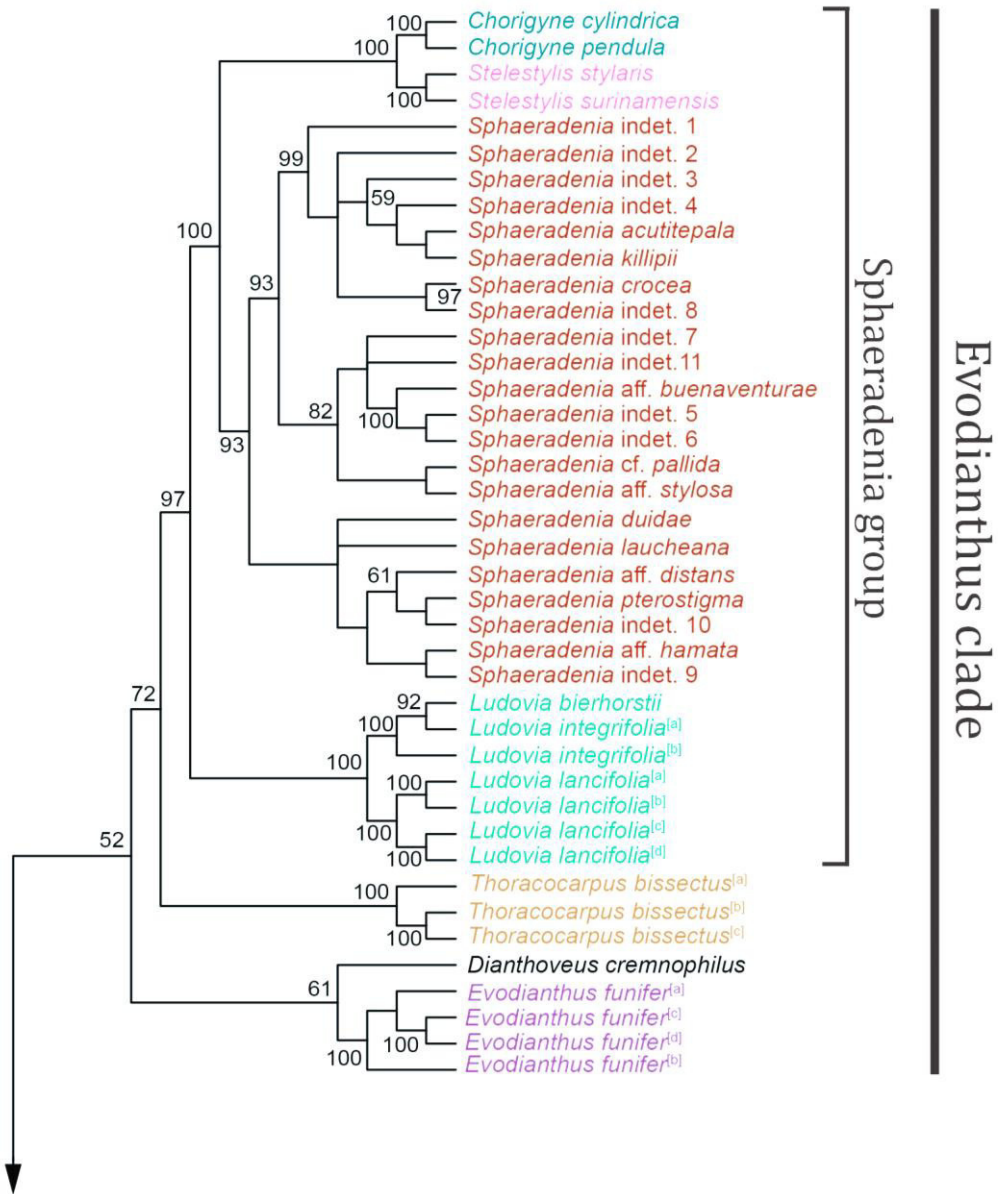 100 Chorigyne cylindrica
100 Chorigyne pendula
Stelestylis stylaris
100 Stelestylis surinamensis
Sphaeradenia indet. 1
99 Sphaeradenia indet. 2
Sphaeradenia indet. 3
59 Sphaeradenia indet. 4
100 Sphaeradenia acutitepala
Sphaeradenia killipii
93 97 Sphaeradenia crocea
Sphaeradenia indet. 8
Sphaeradenia indet. 7
Sphaeradenia indet.11
Sphaeradenia aff. buenaventurae
82 100 Sphaeradenia indet. 5
93 Sphaeradenia indet. 6
Sphaeradenia cf. pallida
97 Sphaeradenia aff. stylosa
Sphaeradenia duidae
Sphaeradenia laucheana
61 Sphaeradenia aff. distans
Sphaeradenia pterostigma
Sphaeradenia indet. 10
Sphaeradenia aff. hamata
Sphaeradenia indet. 9
72 92 Ludovia bierhorstii
100 Ludovia integrifolia[a]
100 Ludovia integrifolia[b]
100 Ludovia lancifolia[a]
Ludovia lancifolia[b]
52 100 Ludovia lancifolia[c]
100 Ludovia lancifolia[d]
100 Thoracocarpus bissectus[a]
Thoracocarpus bissectus[b]
100 Thoracocarpus bissectus[c]
Dianthoveus cremnophilus
61 Evodianthus funifer[a]
Evodianthus funifer[c]
100 Evodianthus funifer[d]
100 Evodianthus funifer[b]
Sphaeradenia group
Evodianthus clade